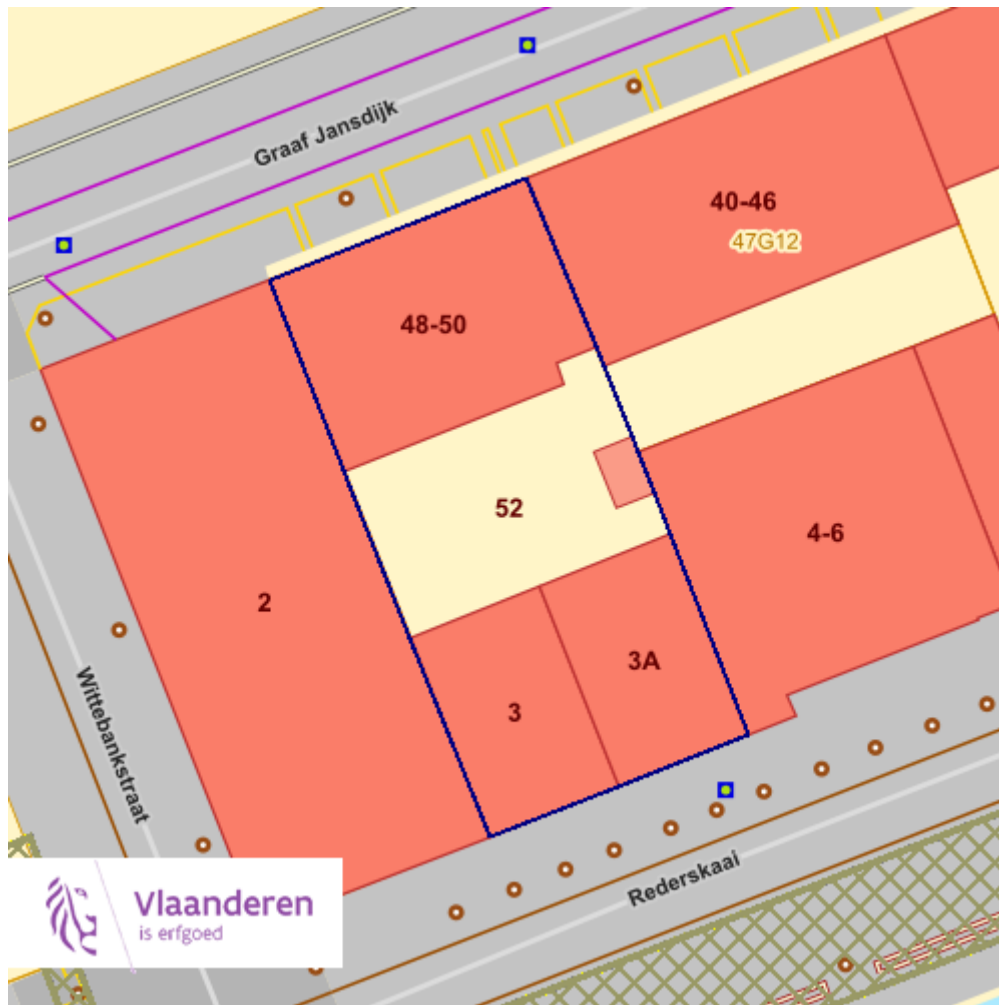 Graaf Jansdijk
40-46
47G12
48-50
52
4-6
2
3A
3
Wittebankstraat
Rederskaai
Vlaanderen
is erfgoed